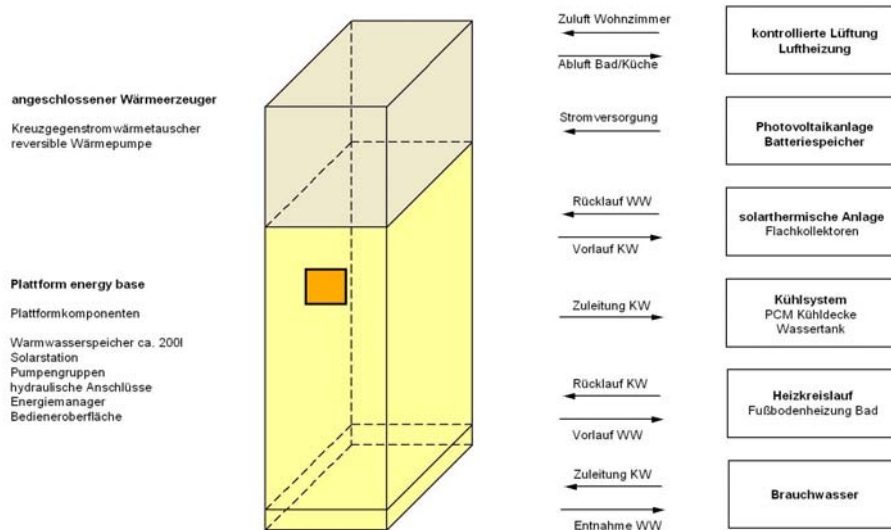 angeschlossener Wärmeerzeuger
Kreuzgegenstromwärmetauscher
reversible Wärmepumpe
Plattform energy base
Plattformkomponenten
Warmwasserspeicher ca. 200l
Solarstation
Pumpengruppen
hydraulische Anschlüsse
Energiemanager
Bedieneroberfläche
Zuluft Wohnzimmer
Abluft Bad/Küche
kontrollierte Lüftung
Luftheizung
Stromversorgung
Photovoltaikanlage
Batteriespeicher
Rücklauf WW
Vorlauf KW
solarthermische Anlage
Flachkollektoren
Zuleitung KW
Kühlsystem
PCM Kühldecke
Wassertank
Rücklauf KW
Vorlauf WW
Heizkreislauf
Fußbodenheizung Bad
Zuleitung KW
Entnahme WW
Brauchwasser